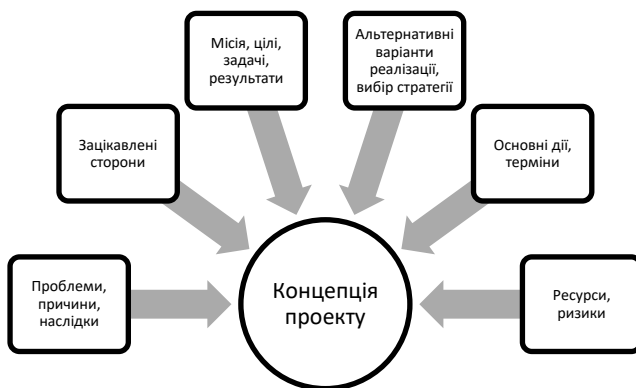 Місія, цілі,
задачі,
результати
Альтернативні
варіанти
реалізації,
вибір стратегії
Зацікавлені
сторони
Основні дії,
терміни
Проблеми,
причини,
наслідки
Концепція
проекту
Ресурси,
ризики